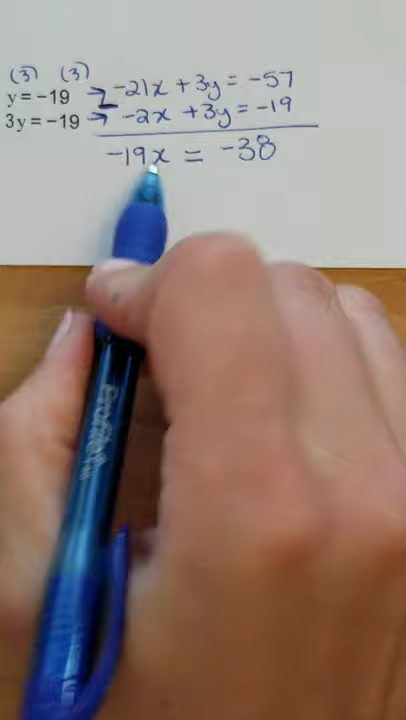 (3) (3)
y = -19 → -21x + 3y = -57
3y = -19 → - -2x + 3y = -19
-19x = -38